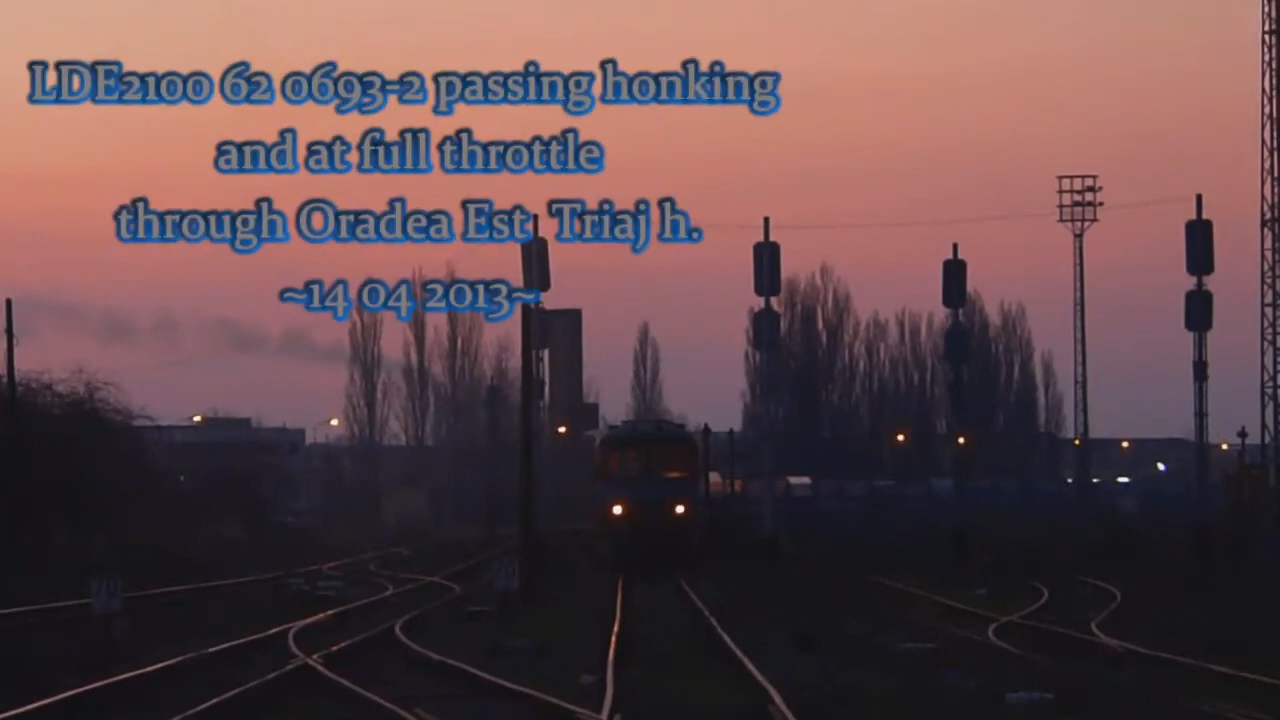 LDE2100 62 0693-2 passing honking
and at full throttle
through Oradea Est Triaj h.
~14 04 2013~